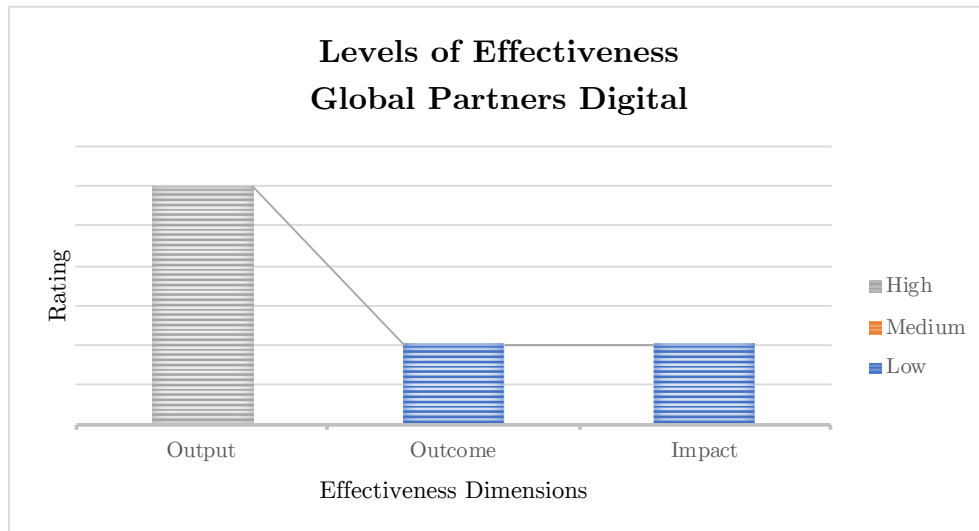 Levels of Effectiveness
Global Partners Digital
Rating
High
Medium
Low
Output
Outcome
Impact
Effectiveness Dimensions